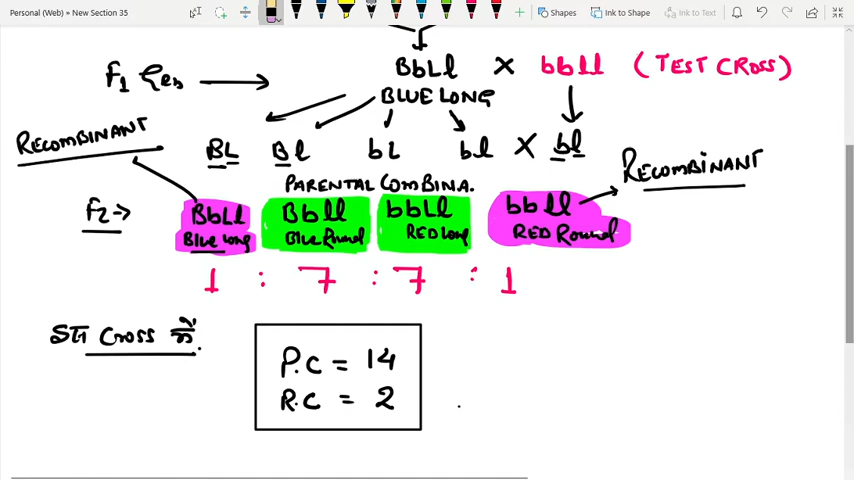 Personal (Web) » New Section 35
Shapes
Ink to Shape
Ink to Text
F1 Gen → BbLl × bbll (TEST CROSS)
BLUE LONG
RECOMBINANT
BL Bl bL bl × bl
RECOMBINANT
PARENTAL COMBINA.
F2→ BbLl Bbll bbLl bbll
Blue Long Blue Round RED Long RED Round
1 : 7 : 7 : 1
Cross में
P.C = 14
R.C = 2